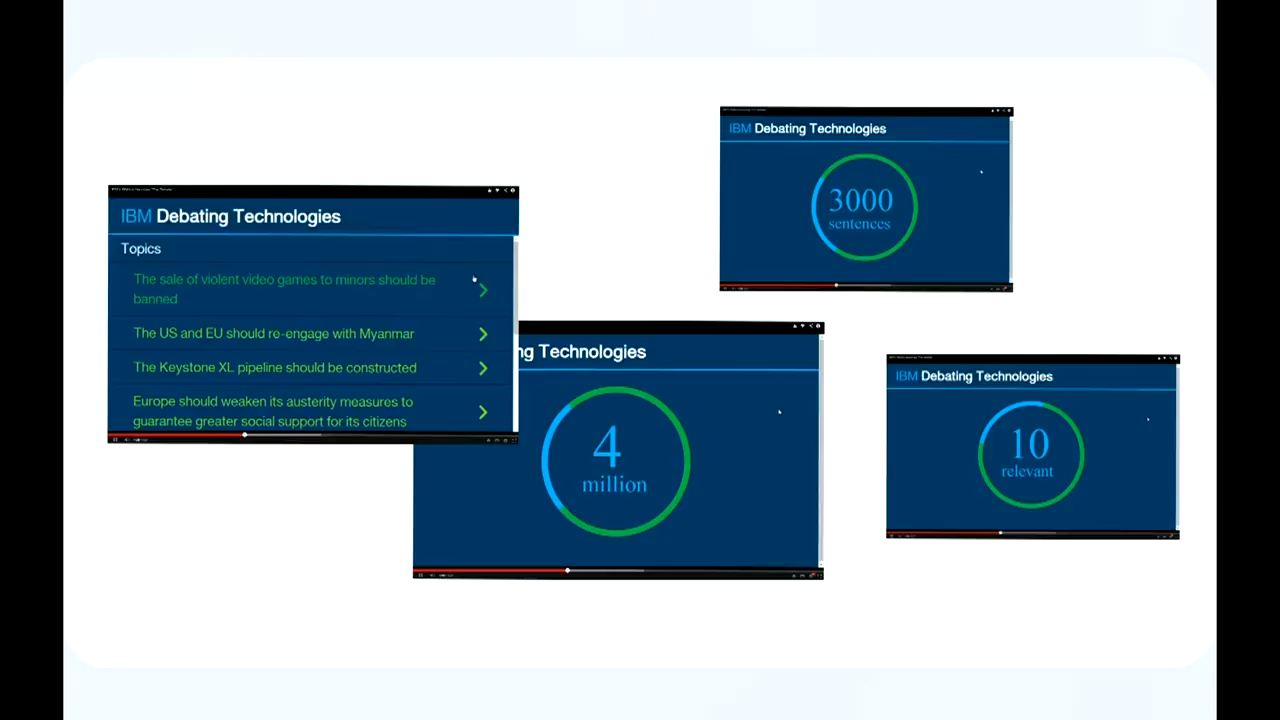 IBM Debating Technologies
Topics
The sale of violent video games to minors should be
banned
The US and EU should re-engage with Myanmar
The Keystone XL pipeline should be constructed
Europe should weaken its austerity measures to
guarantee greater social support for its citizens
ng Technologies
4
million
IBM Debating Technologies
3000
sentences
IBM Debating Technologies
10
relevant